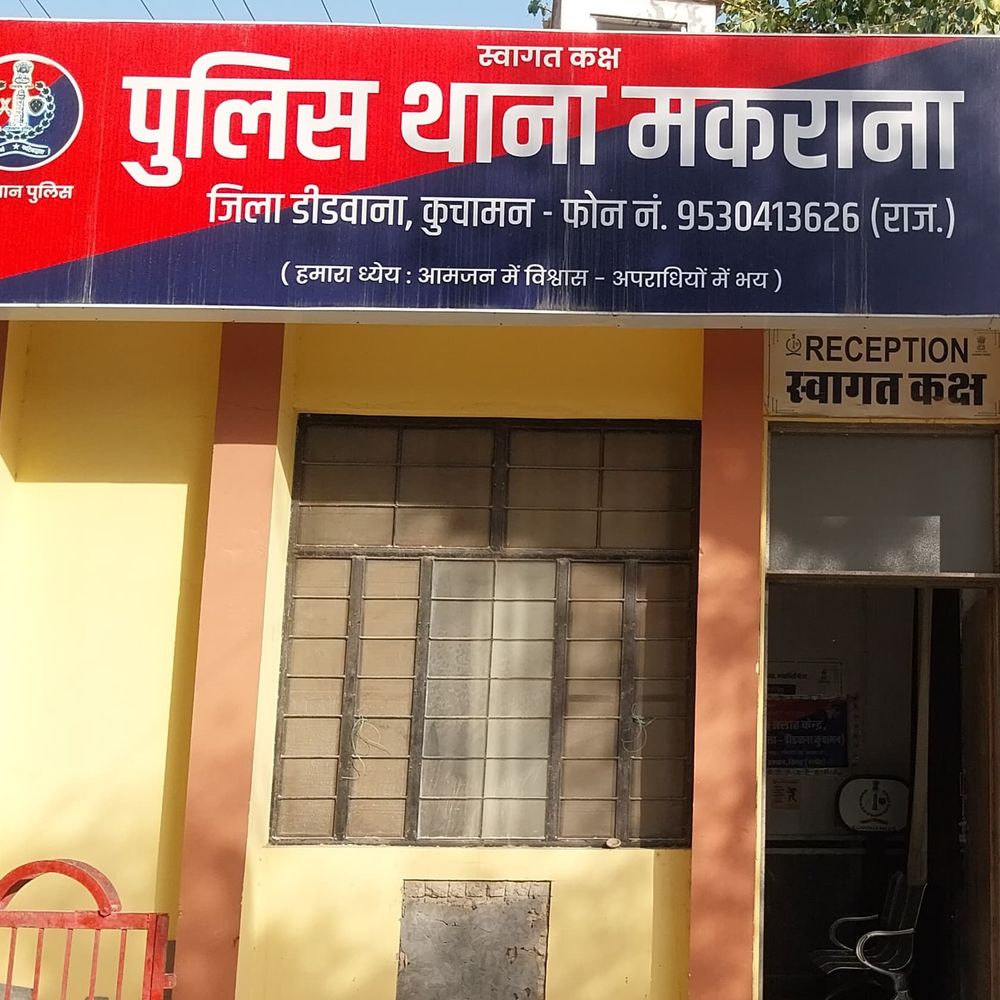 स्वागत कक्ष
पुलिस थाना मकराना
पुलिस
जिला डीडवाना, कुचामन - फोन नं. 9530413626 (राज.)
( हमारा ध्येय : आमजन में विश्वास - अपराधियों में भय )
RECEPTION
स्वागत कक्ष